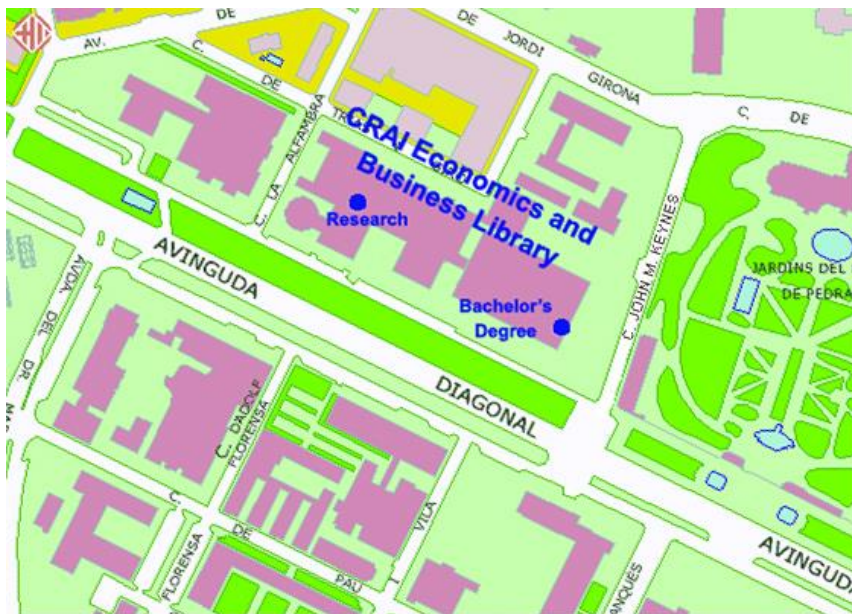 DE
AV.
C.
DE
DE
JORDI
GIRONA
C.
DE
C. LA ALFAMBRA
CRAI Economics and
Business Library
Research
Bachelor's
Degree
C. JOHN M. KEYNES
JARDINS DEL
DE PEDRA
AVINGUDA
DIAGONAL
AVINGUDA
AVDA. DEL DR.
C. D'ADOLF
FLORENSA
C.
DE
PAU
VILA
FLORENSA